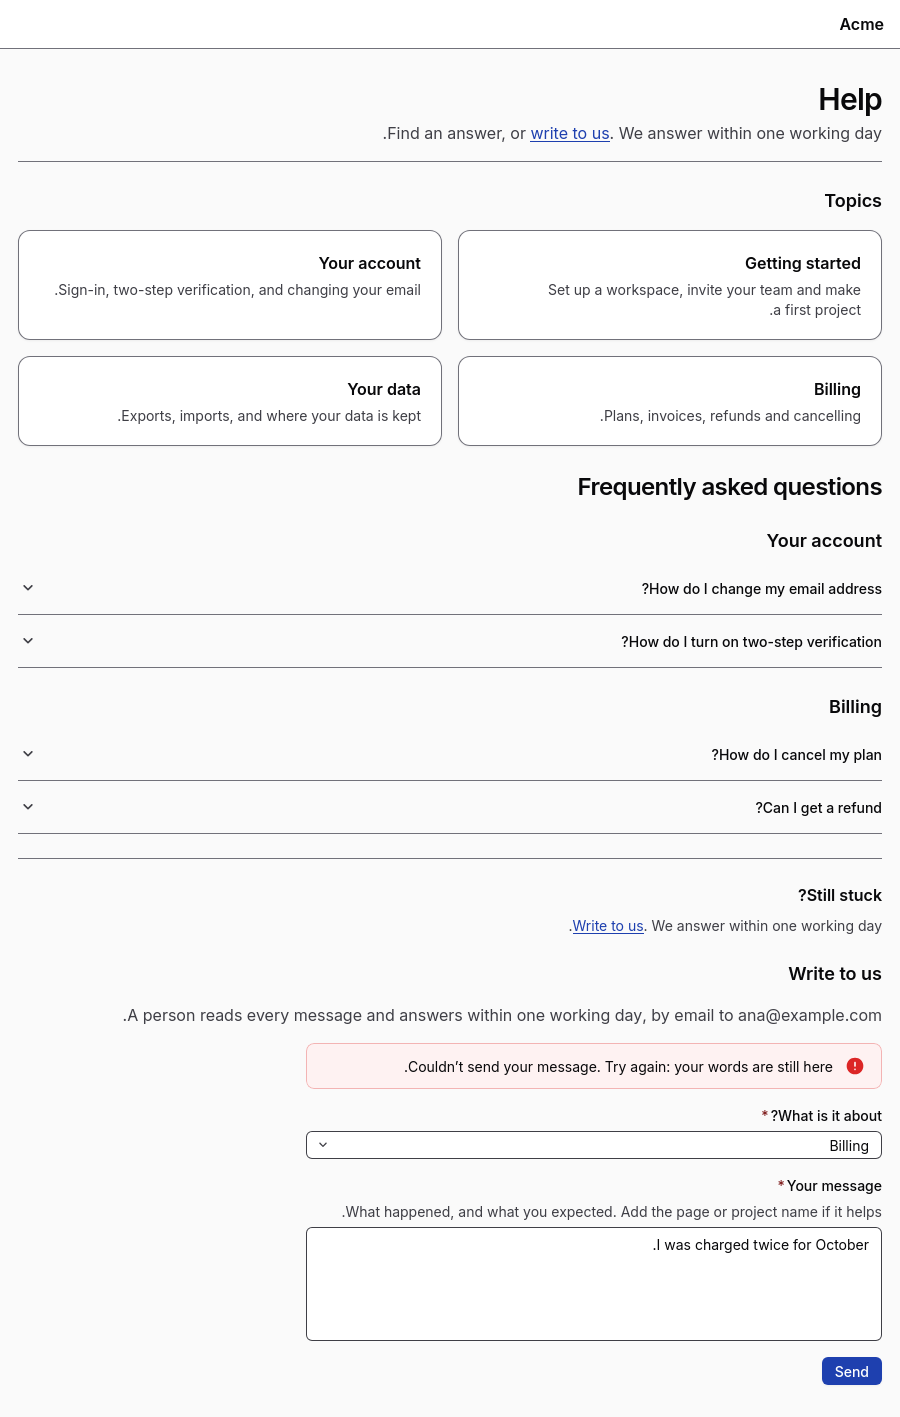 Acme
Help
Find an answer, or write to us. We answer within one working day.
Topics
Getting started
Set up a workspace, invite your team and make
a first project.
Your account
Sign-in, two-step verification, and changing your email.
Billing
Plans, invoices, refunds and cancelling.
Your data
Exports, imports, and where your data is kept.
Frequently asked questions
Your account
How do I change my email address?
How do I turn on two-step verification?
Billing
How do I cancel my plan?
Can I get a refund?
Still stuck?
Write to us. We answer within one working day.
Write to us
A person reads every message and answers within one working day, by email to ana@example.com.
Couldn’t send your message. Try again: your words are still here.
What is it about? *
Billing
Your message *
What happened, and what you expected. Add the page or project name if it helps.
I was charged twice for October.
Send